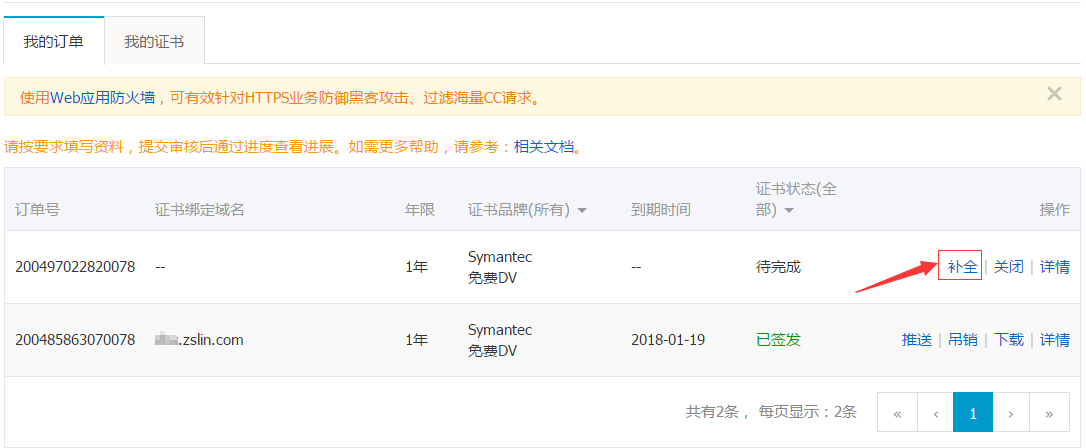 我的订单 我的证书
使用Web应用防火墙，可有效针对HTTPS业务防御黑客攻击、过滤海量CC请求。
请按要求填写资料，提交审核后通过进度查看进展。如需更多帮助，请参考：相关文档。
订单号 证书绑定域名 年限 证书品牌(所有) 到期时间 证书状态(全
部) 操作
200497022820078 -- 1年 Symantec
免费DV -- 待完成 补全 | 关闭 | 详情
200485863070078 .zslin.com 1年 Symantec
免费DV 2018-01-19 已签发 推送 | 吊销 | 下载 | 详情
共有2条， 每页显示：2条 « ‹ 1 › »